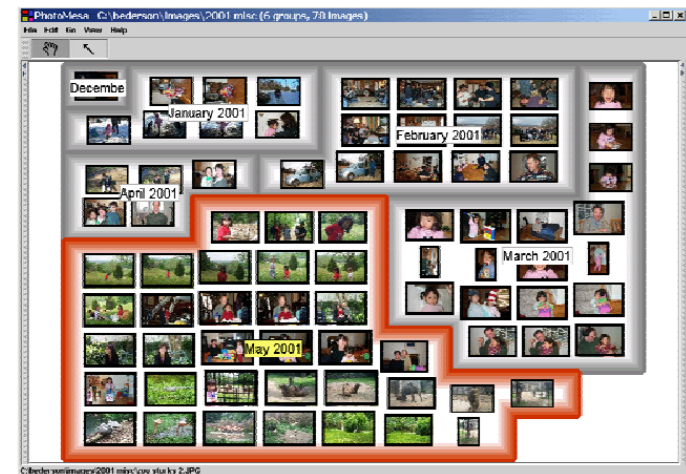 PhotoMesa C:\bederson\Images\2001 misc (6 groups, 78 Images)
File Edit Go View Help
Decembe
January 2001
February 2001
April 2001
March 2001
May 2001